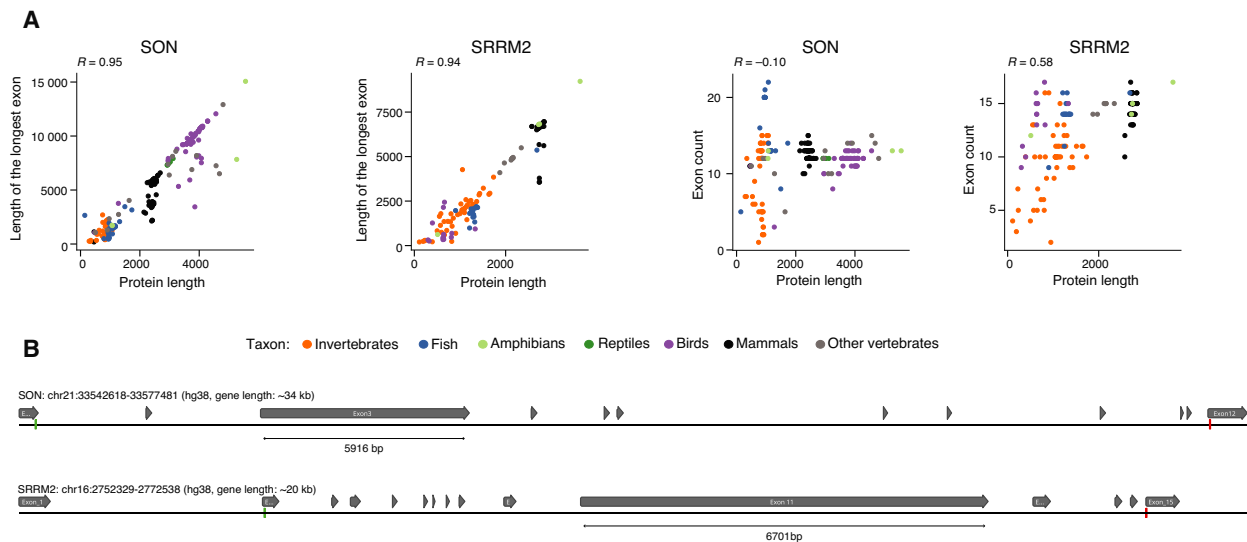 A
SON
R = 0.95
Length of the longest exon
15 000
10 000
5000
0
0
2000
4000
Protein length
SRRM2
R = 0.94
Length of the longest exon
7500
5000
2500
0
0
2000
Protein length
SON
R = −0.10
Exon count
20
10
0
0
2000
4000
Protein length
SRRM2
R = 0.58
Exon count
15
10
5
0
2000
Protein length
Taxon: Invertebrates Fish Amphibians Reptiles Birds Mammals Other vertebrates
B
SON: chr21:33542618-33577481 (hg38, gene length: ~34 kb)
E... Exon3 Exon12
5916 bp
SRRM2: chr16:2752329-2772538 (hg38, gene length: ~20 kb)
Exon_1 E... E Exon 11 E... Exon_15
6701bp